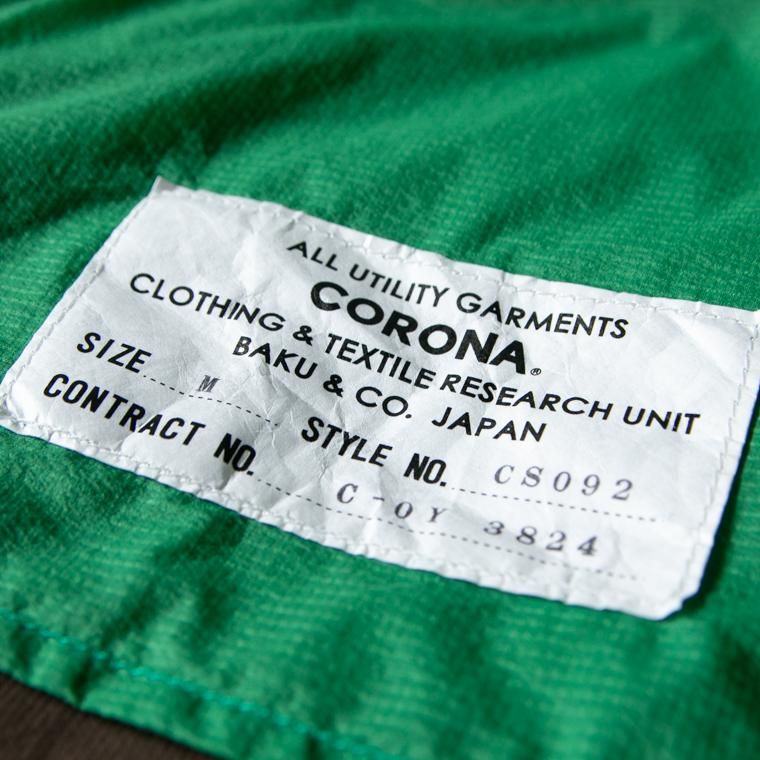 ALL UTILITY GARMENTS
CORONA®
CLOTHING & TEXTILE RESEARCH UNIT
BAKU & CO. JAPAN
SIZE M STYLE NO. CS092
CONTRACT NO. C-OY 3824